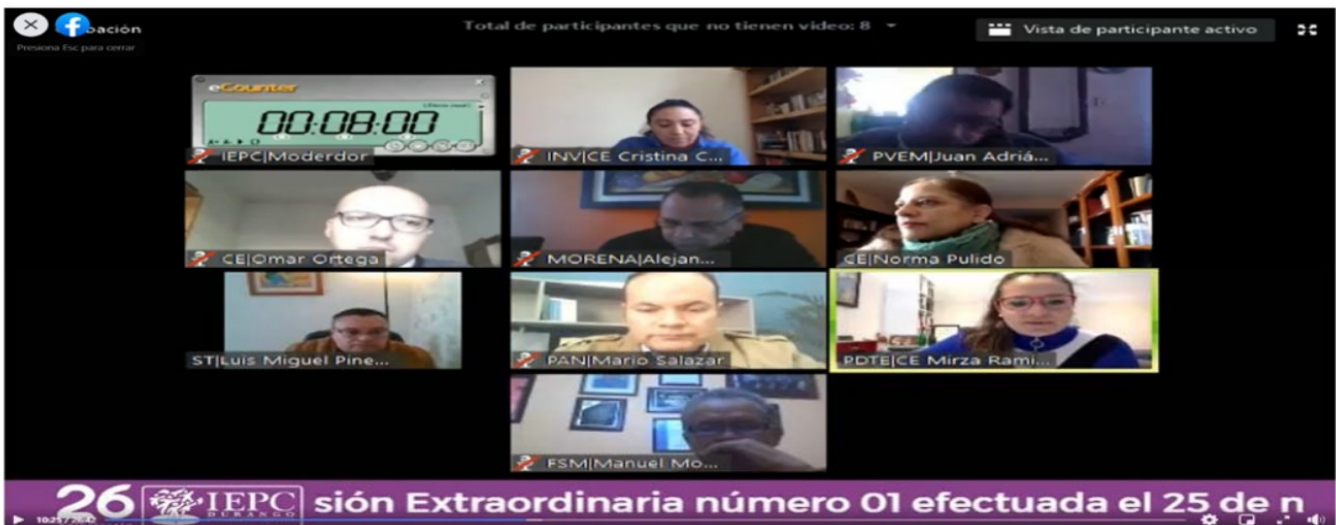 bación
Total de participantes que no tienen video: 8
Vista de participante activo
Presiona Esc para cerrar
eCounter
00:08:00
IEPC|Moderdor
INV|CE Cristina C...
PVEM|Juan Adriá...
CE|Omar Ortega
MORENA|Alejan...
CE|Norma Pulido
ST|Luis Miguel Pine...
PAN|Mario Salazar
PDTE|CE Mirza Rami...
FSM|Manuel Mo...
26 IEPC DURANGO sión Extraordinaria número 01 efectuada el 25 de n